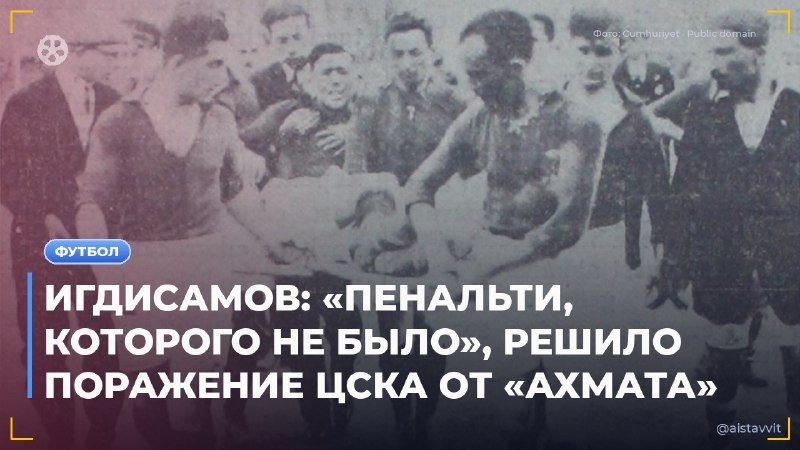 Фото: Cumhuriyet · Public domain
ФУТБОЛ
ИГДИСАМОВ: «ПЕНАЛЬТИ,
КОТОРОГО НЕ БЫЛО», РЕШИЛО
ПОРАЖЕНИЕ ЦСКА ОТ «АХМАТА»
@aistavvit